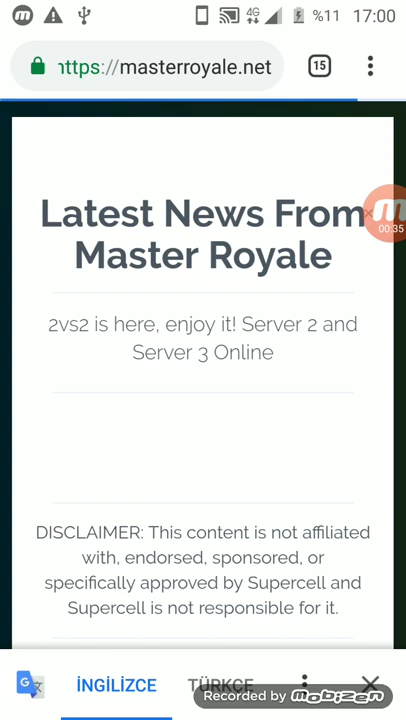 4G %11 17:00
https://masterroyale.net 15
Latest News From
Master Royale
00:35
2vs2 is here, enjoy it! Server 2 and
Server 3 Online
DISCLAIMER: This content is not affiliated
with, endorsed, sponsored, or
specifically approved by Supercell and
Supercell is not responsible for it.
İNGİLİZCE TÜRKÇE
Recorded by mobizen